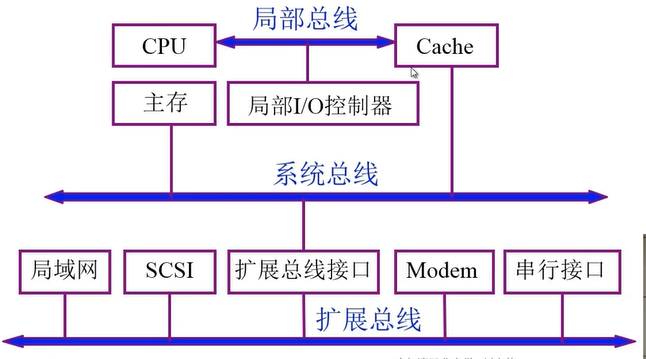 局部总线
CPU
Cache
主存
局部I/O控制器
系统总线
局域网
SCSI
扩展总线接口
Modem
串行接口
扩展总线